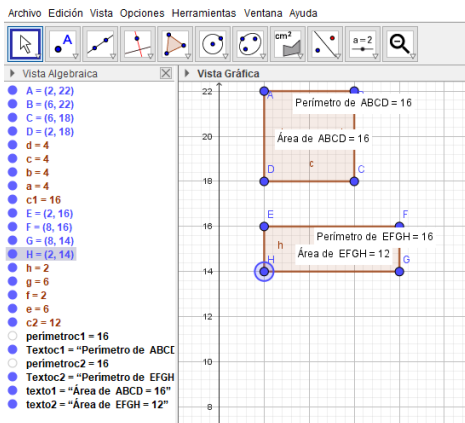 Archivo Edición Vista Opciones Herramientas Ventana Ayuda
A
cm²
a = 2
Vista Algebraica
A = (2, 22)
B = (6, 22)
C = (6, 18)
D = (2, 18)
d = 4
c = 4
b = 4
a = 4
c1 = 16
E = (2, 16)
F = (8, 16)
G = (8, 14)
H = (2, 14)
h = 2
g = 6
f = 2
e = 6
c2 = 12
perimetroc1 = 16
Textoc1 = “Perímetro de ABCD
perimetroc2 = 16
Textoc2 = “Perímetro de EFGH
texto1 = “Área de ABCD = 16”
texto2 = “Área de EFGH = 12”
Vista Gráfica
22
A
Perímetro de ABCD = 16
20
Área de ABCD = 16
c
D
C
18
E
F
16
Perímetro de EFGH = 16
h
Área de EFGH = 12
H
G
14
12
10
8